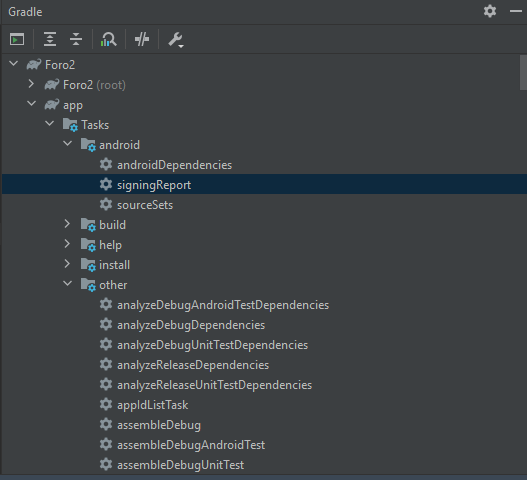 Gradle
Foro2
Foro2 (root)
app
Tasks
android
androidDependencies
signingReport
sourceSets
build
help
install
other
analyzeDebugAndroidTestDependencies
analyzeDebugDependencies
analyzeDebugUnitTestDependencies
analyzeReleaseDependencies
analyzeReleaseUnitTestDependencies
appIdListTask
assembleDebug
assembleDebugAndroidTest
assembleDebugUnitTest